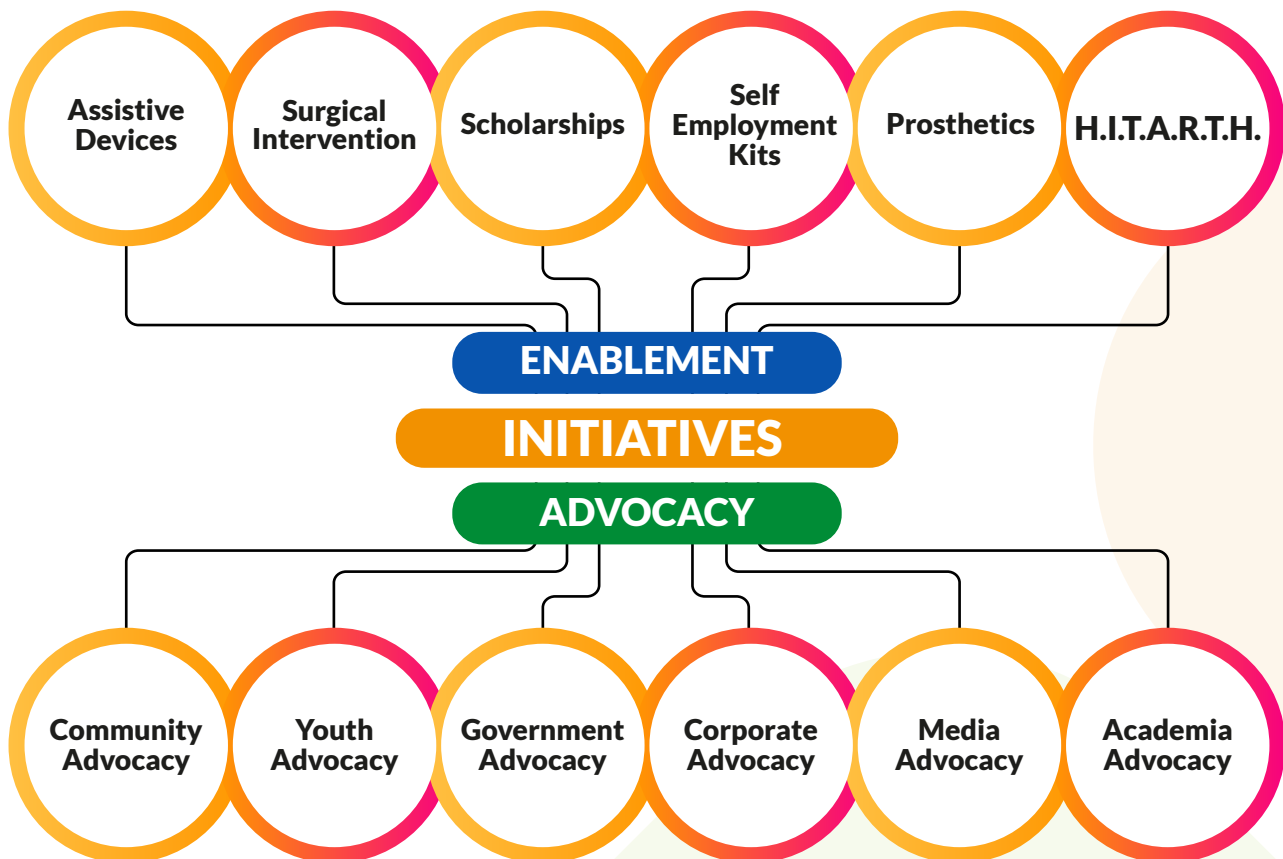 Assistive
Devices
Surgical
Intervention
Scholarships
Self
Employment
Kits
Prosthetics
H.I.T.A.R.T.H.
ENABLEMENT
INITIATIVES
ADVOCACY
Community
Advocacy
Youth
Advocacy
Government
Advocacy
Corporate
Advocacy
Media
Advocacy
Academia
Advocacy